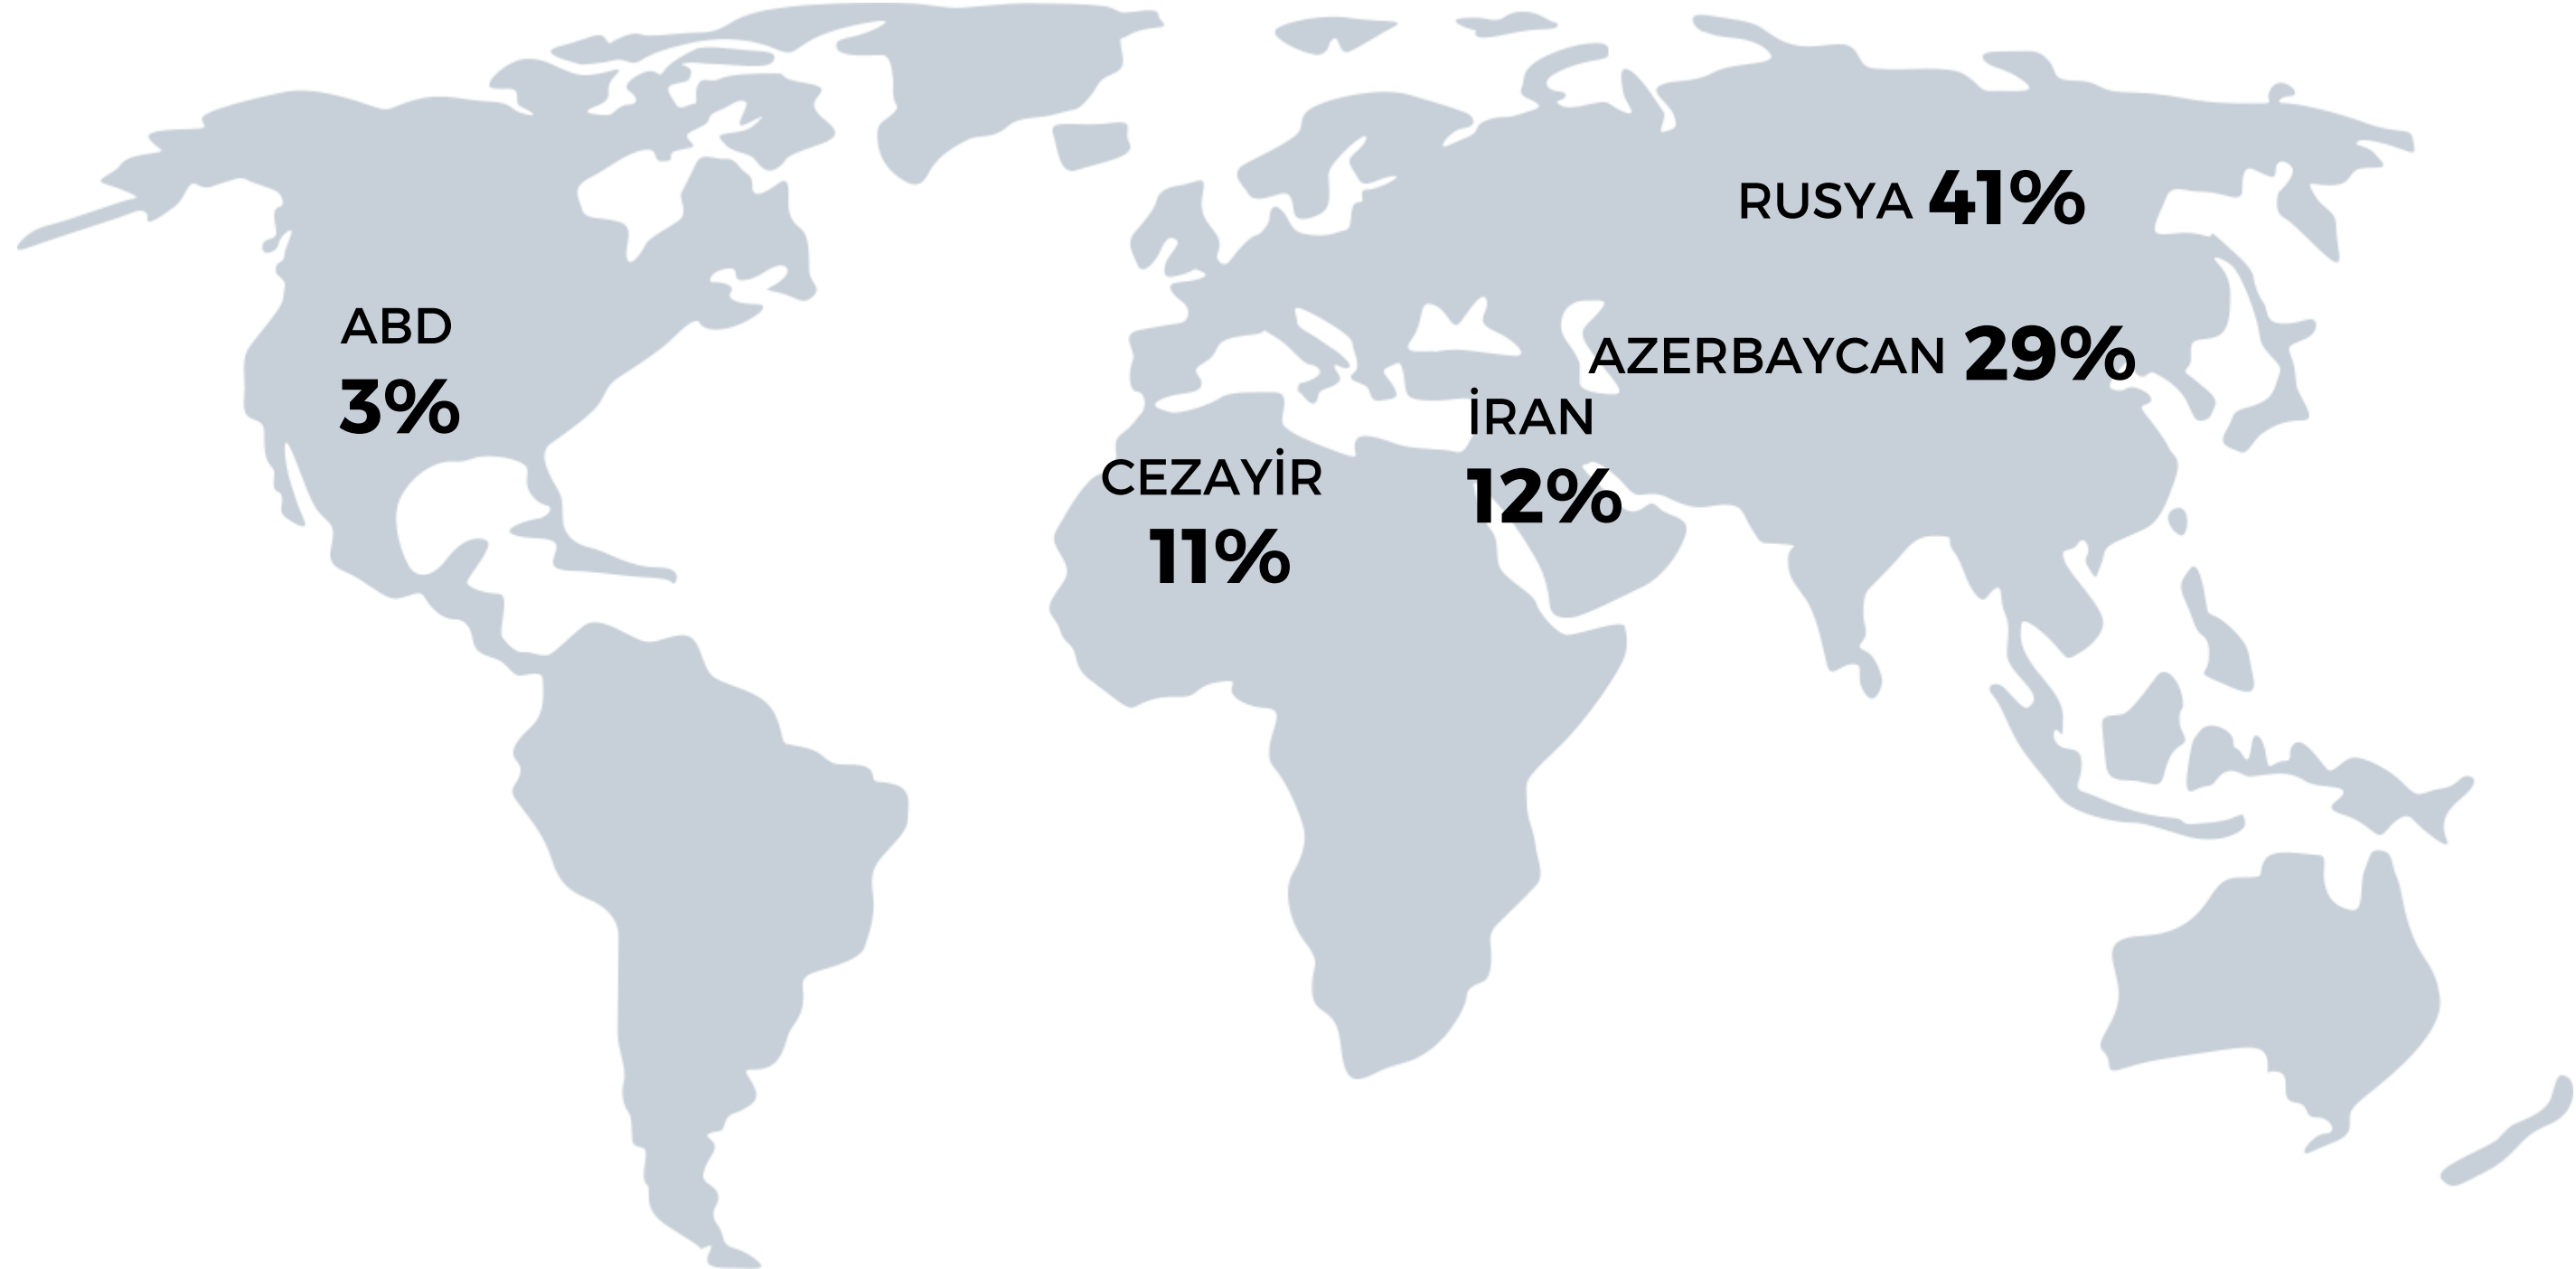 RUSYA 41%
ABD
3%
AZERBAYCAN 29%
İRAN
12%
CEZAYİR
11%